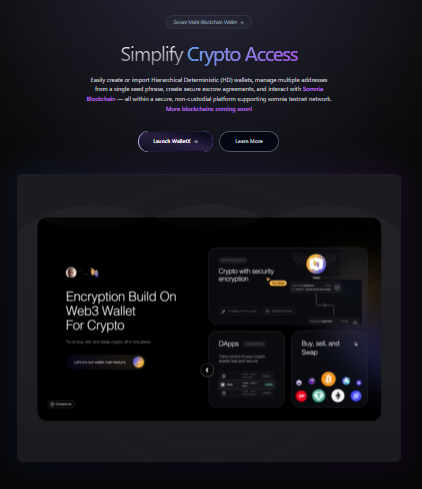 Secure Multi-Blockchain Wallet →
Simplify Crypto Access
Easily create or import Hierarchical Deterministic (HD) wallets, manage multiple addresses
from a single seed phrase, create secure escrow agreements, and interact with Somnia
Blockchain — all within a secure, non-custodial platform supporting somnia testnet network.
More blockchains coming soon!
Launch WalletX →
Learn More
Encryption Build On
Web3 Wallet
For Crypto
Try to buy, sell, and swap crypto, all in one place.
Let's try our wallet main feature
Contact us
Crypto with security
encryption
Try Now
DApps
Take control of your crypto
assets fast and secure
Buy, sell, and
Swap